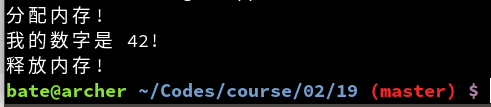 分配内存!
我的数字是 42!
释放内存!
bate@archer ~/Codes/course/02/19 (master) $